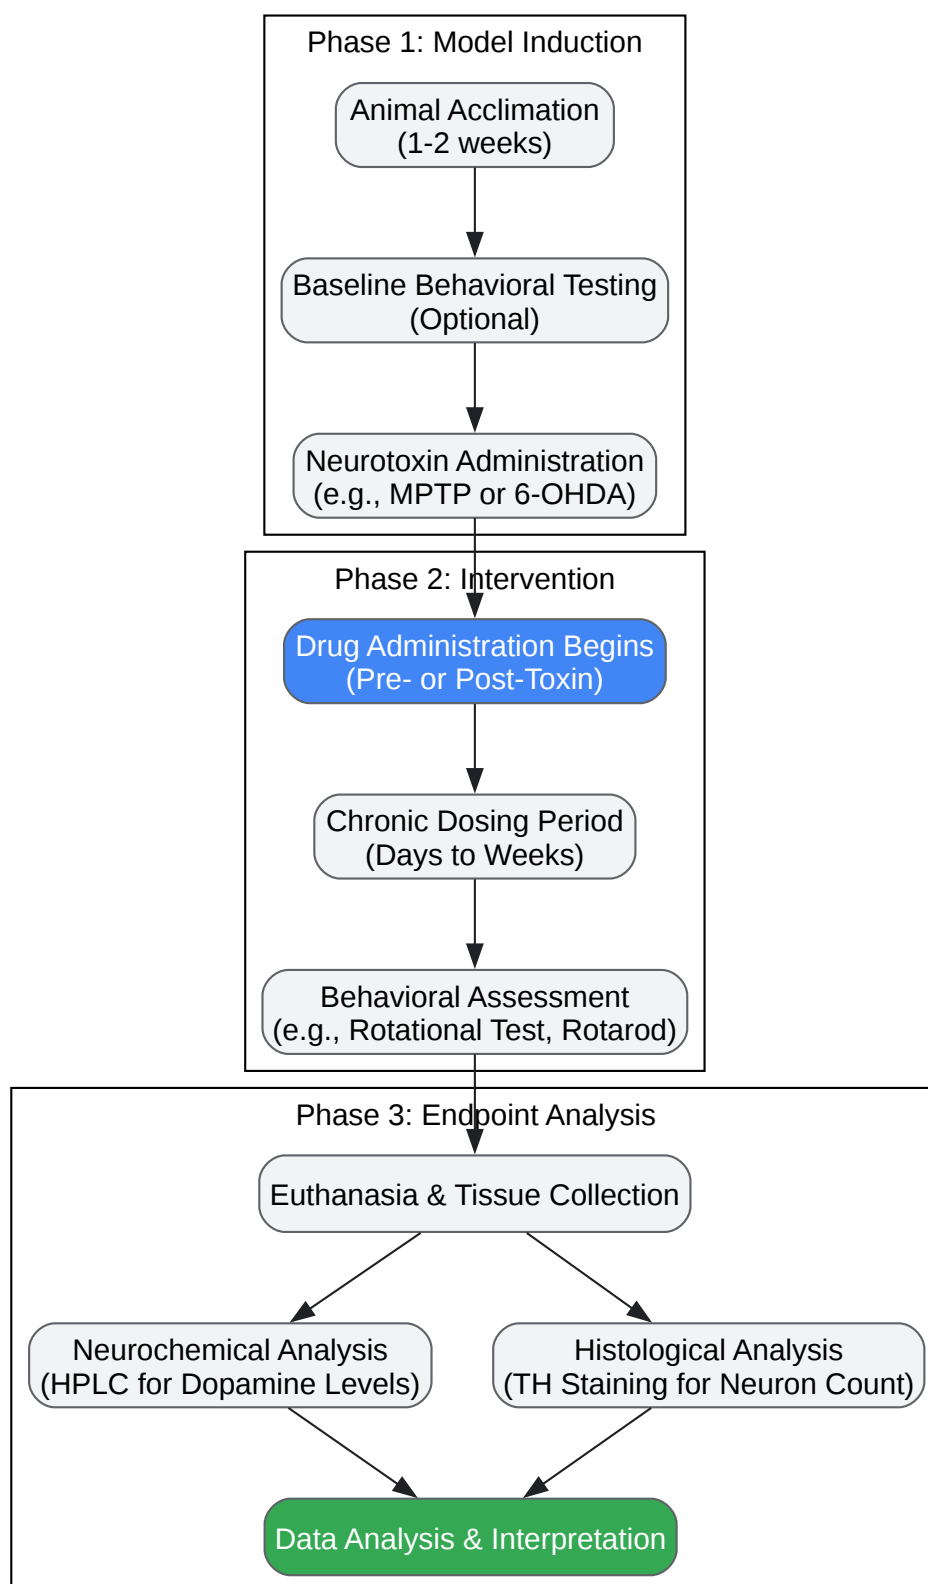 Phase 1: Model Induction
Animal Acclimation
(1-2 weeks)
Baseline Behavioral Testing
(Optional)
Neurotoxin Administration
(e.g., MPTP or 6-OHDA)
Phase 2: Intervention
Drug Administration Begins
(Pre- or Post-Toxin)
Chronic Dosing Period
(Days to Weeks)
Behavioral Assessment
(e.g., Rotational Test, Rotarod)
Phase 3: Endpoint Analysis
Euthanasia & Tissue Collection
Neurochemical Analysis
(HPLC for Dopamine Levels)
Histological Analysis
(TH Staining for Neuron Count)
Data Analysis & Interpretation